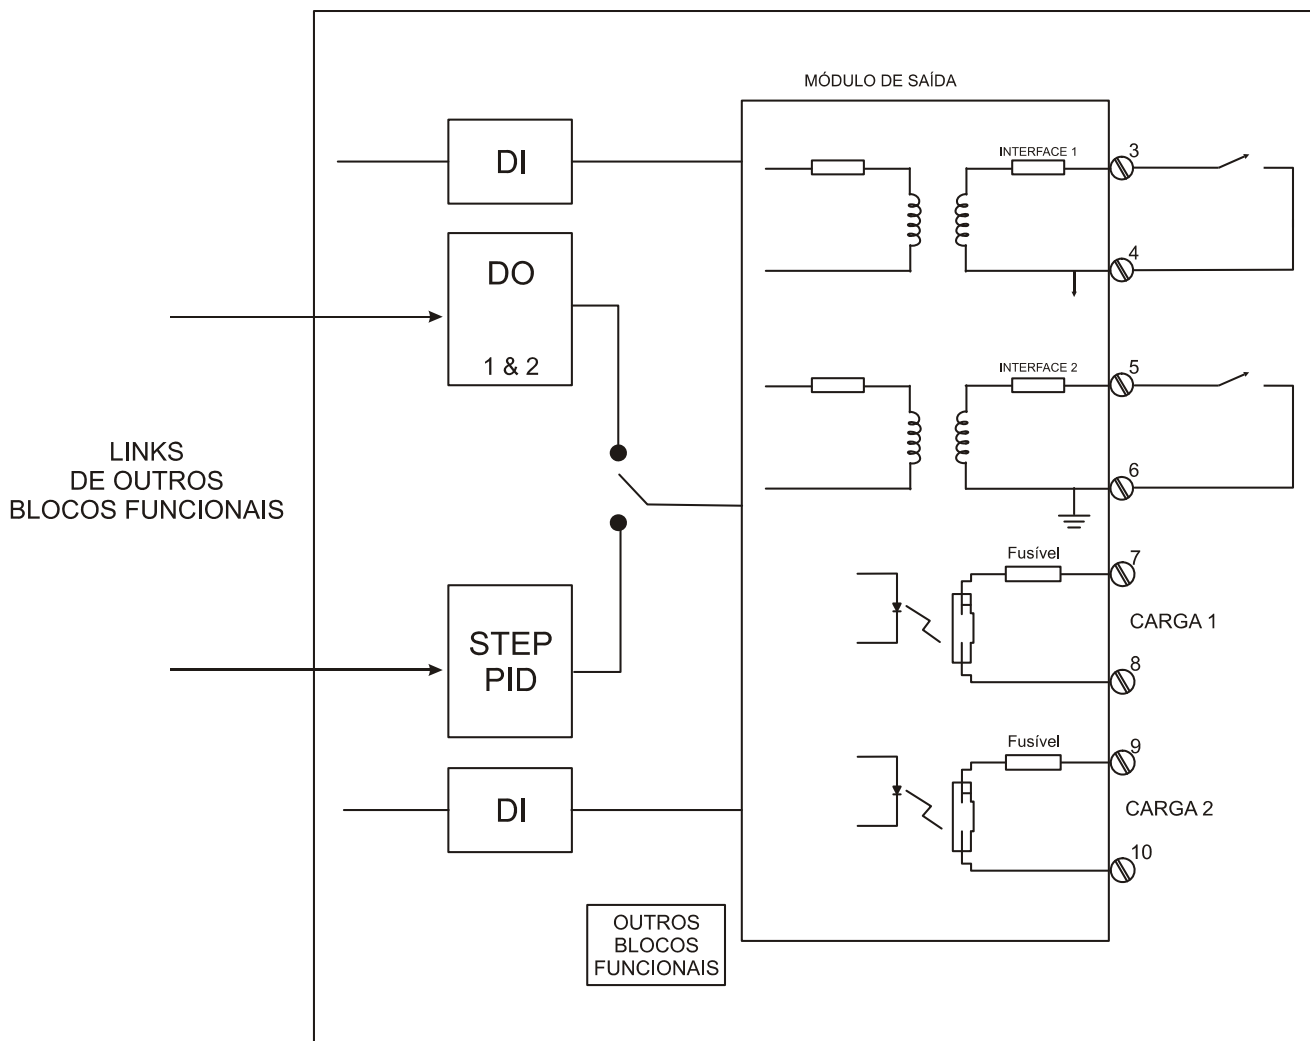 MÓDULO DE SAÍDA
DI
INTERFACE 1
3
4
DO
1 & 2
INTERFACE 2
5
6
LINKS
DE OUTROS
BLOCOS FUNCIONAIS
Fusível
7
CARGA 1
8
STEP
PID
Fusível
9
CARGA 2
10
DI
OUTROS
BLOCOS
FUNCIONAIS